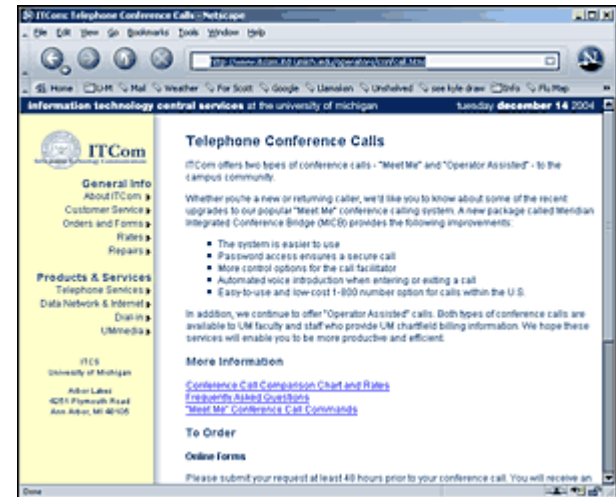 ITCom: Telephone Conference Calls - Netscape
File Edit View Go Bookmarks Tools Window Help
Home U-M Mail Weather For Scott Google Llamalan Unshelved see kyle draw Info Flu Map
information technology central services at the university of michigan tuesday december 14 2004
ITCom
General Info
About ITCom
Customer Service
Orders and Forms
Rates
Repairs
Products & Services
Telephone Services
Data Network & Internet
Dial-in
UMmedia
ITCS
University of Michigan
Arbor Lakes
4251 Plymouth Road
Ann Arbor, MI 48105
Telephone Conference Calls
ITCom offers two types of conference calls - "Meet Me" and "Operator Assisted" - to the
campus community.
Whether you're a new or returning caller, we'd like you to know about some of the recent
upgrades to our popular "Meet Me" conference calling system. A new package called Meridian
Integrated Conference Bridge (MICB) provides the following improvements:
The system is easier to use
Password access ensures a secure call
More control options for the call facilitator
Automated voice introduction when entering or exiting a call
Easy-to-use and low-cost 1-800 number option for calls within the U.S.
In addition, we continue to offer "Operator Assisted" calls. Both types of conference calls are
available to UM faculty and staff who provide UM chartfield billing information. We hope these
services will enable you to be more productive and efficient.
More Information
Conference Call Comparison Chart and Rates
Frequently Asked Questions
"Meet Me" Conference Call Commands
To Order
Online Forms
Please submit your request at least 48 hours prior to your conference call. You will receive an
Done